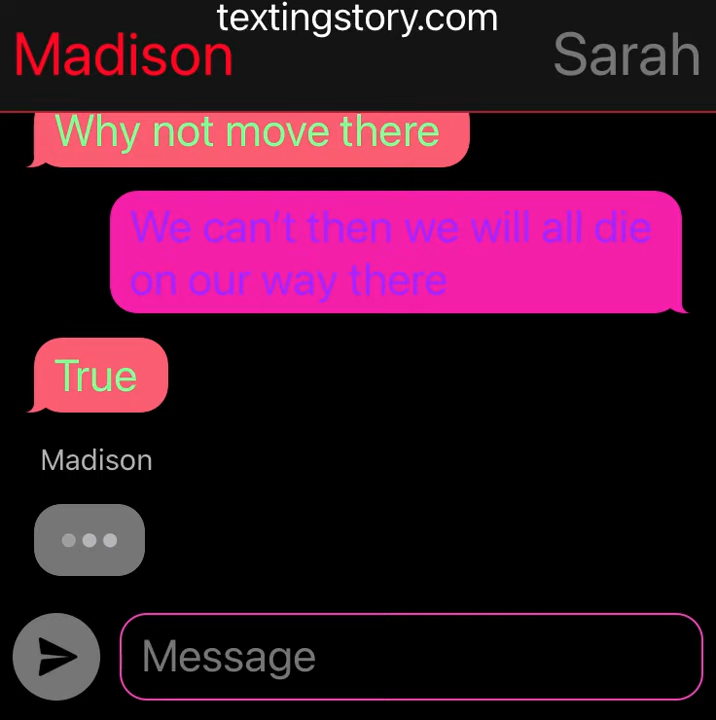 textingstory.com
Madison
Sarah
Why not move there
We can't then we will all die
on our way there
True
Madison
Message